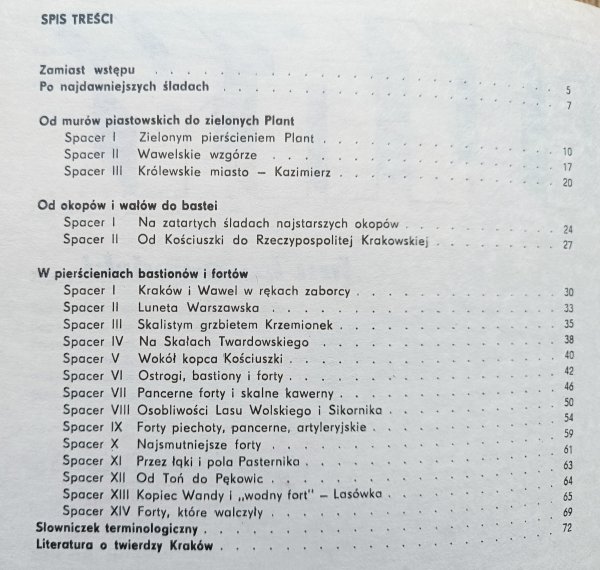 SPIS TREŚCI
Zamiast wstępu . . . . . . . . . . . . . . 5
Po najdawniejszych śladach . . . . . . . . . . . 7
Od murów piastowskich do zielonych Plant
Spacer I Zielonym pierścieniem Plant . . . . . . . . 10
Spacer II Wawelskie wzgórze . . . . . . . . . . 17
Spacer III Królewskie miasto – Kazimierz . . . . . . . 20
Od okopów i wałów do bastei
Spacer I Na zatartych śladach najstarszych okopów . . . . . 24
Spacer II Od Kościuszki do Rzeczypospolitej Krakowskiej . . . . 27
W pierścieniach bastionów i fortów
Spacer I Kraków i Wawel w rękach zaborcy . . . . . . 30
Spacer II Luneta Warszawska . . . . . . . . . . 33
Spacer III Skalistym grzbietem Krzemionek . . . . . . . 35
Spacer IV Na Skałach Twardowskiego . . . . . . . . 38
Spacer V Wokół kopca Kościuszki . . . . . . . . . 40
Spacer VI Ostrogi, bastiony i forty . . . . . . . . . 42
Spacer VII Pancerne forty i skalne kawerny . . . . . . . 46
Spacer VIII Osobliwości Lasu Wolskiego i Sikornika . . . . . 50
Spacer IX Forty piechoty, pancerne, artyleryjskie . . . . . . 54
Spacer X Najsmutniejsze forty . . . . . . . . . . 59
Spacer XI Przez łąki i pola Pasternika . . . . . . . . 61
Spacer XII Od Toń do Pękowic . . . . . . . . . 63
Spacer XIII Kopiec Wandy i „wodny fort" – Lasówka . . . . . 64
Spacer XIV Forty, które walczyły . . . . . . . . . 65
Słowniczek terminologiczny . . . . . . . . . . . 69
Literatura o twierdzy Kraków . . . . . . . . . . 72